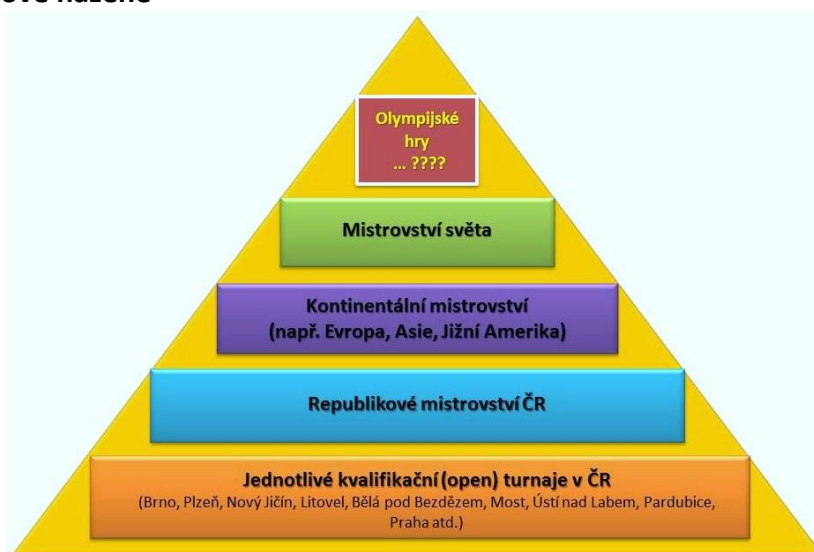 Olympijské
hry
... ????
Mistrovství světa
Kontinentální mistrovství
(např. Evropa, Asie, Jižní Amerika)
Republikové mistrovství ČR
Jednotlivé kvalifikační (open) turnaje v ČR
(Brno, Plzeň, Nový Jičín, Litovel, Bělá pod Bezdězem, Most, Ústí nad Labem, Pardubice,
Praha atd.)